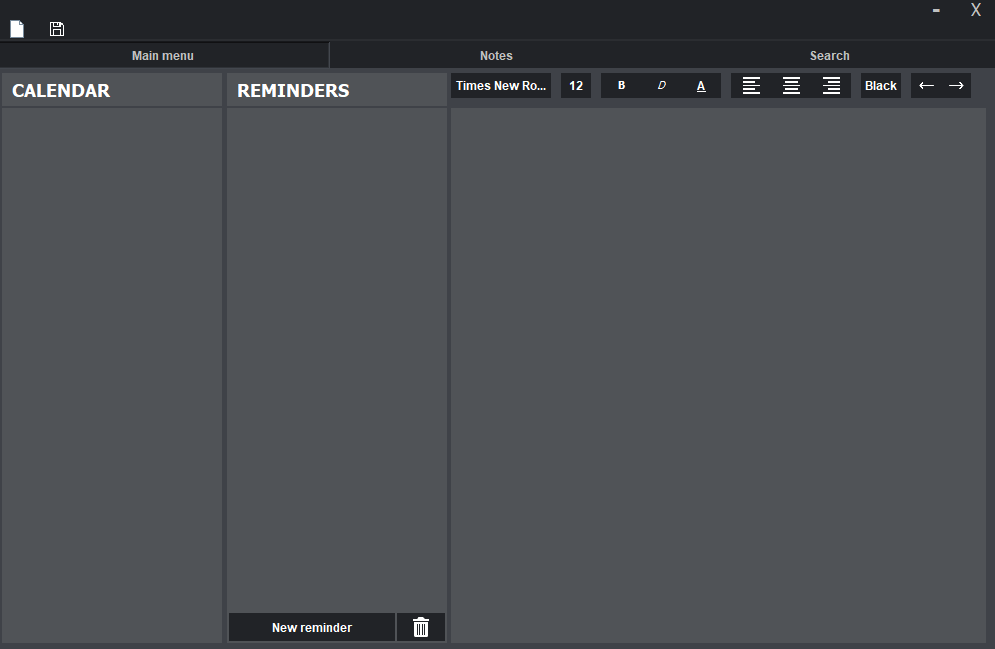 - X
Main menu Notes Search
CALENDAR REMINDERS Times New Ro... 12 B D A Black
New reminder